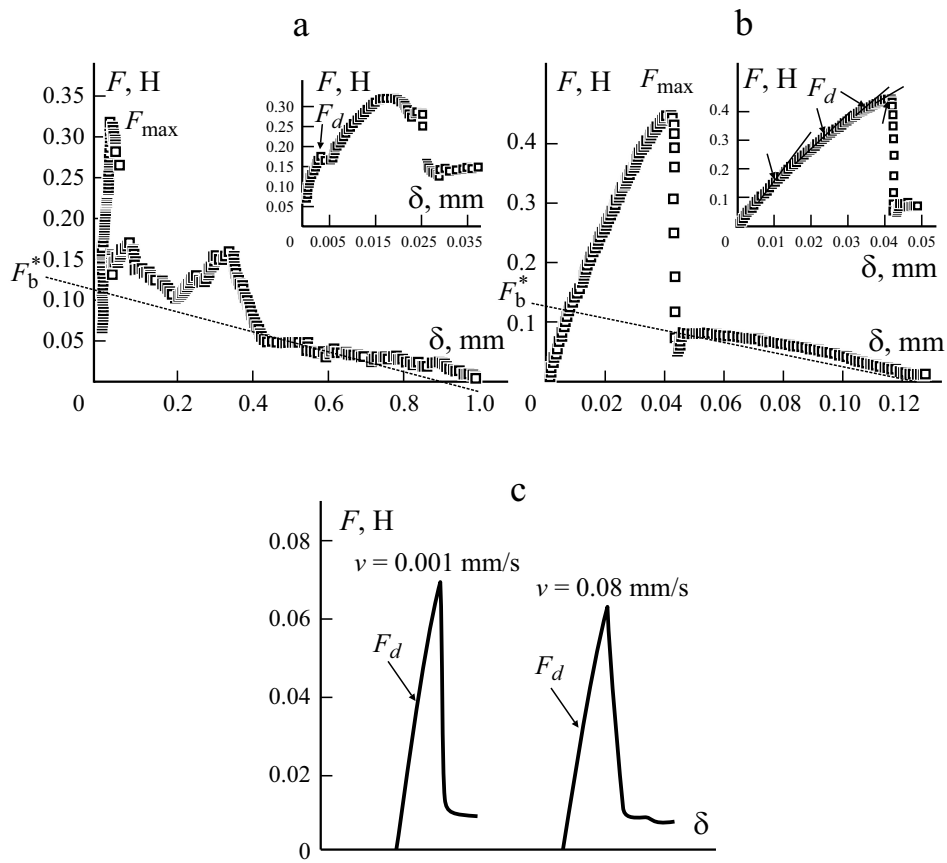 a
F, H
0.35
0.30
0.25
0.20
0.15
0.10
0.05
0
0.2
0.4
0.6
0.8
1.0
F_max
F_b^*
δ, mm
F, H
0.30
0.25
0.20
0.15
0.10
0.05
F_d
0
0.005
0.015
0.025
0.035
δ, mm
b
F, H
F_max
0.4
0.3
0.2
0.1
F_b^*
0
0.02
0.04
0.06
0.08
0.10
0.12
δ, mm
F, H
0.4
0.3
0.2
0.1
F_d
0
0.01
0.02
0.03
0.04
0.05
δ, mm
c
F, H
0.08
0.06
0.04
0.02
0
v = 0.001 mm/s
v = 0.08 mm/s
F_d
F_d
δ